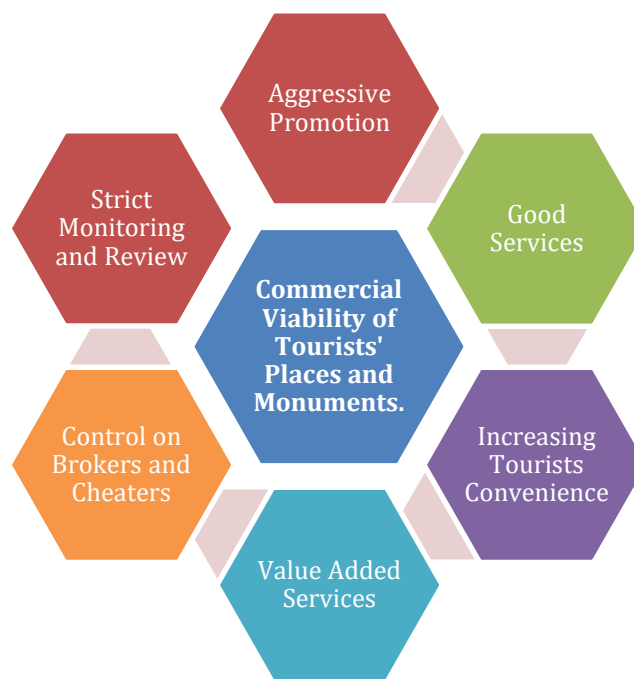 Aggressive
Promotion
Good
Services
Increasing
Tourists
Convenience
Value Added
Services
Control on
Brokers and
Cheaters
Strict
Monitoring
and Review
Commercial
Viability of
Tourists'
Places and
Monuments.